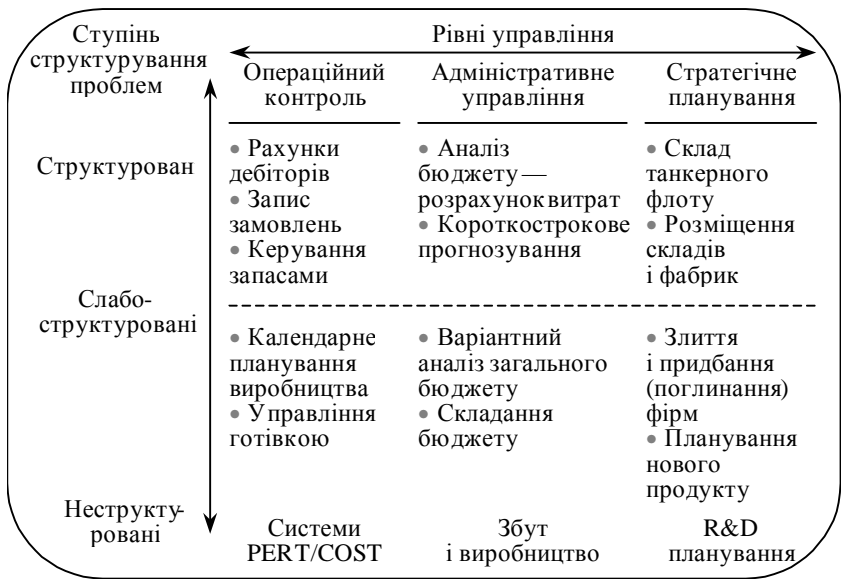 Ступінь
структурування
проблем
Рівні управління
Операційний
контроль
Адміністративне
управління
Стратегічне
планування
Структурован
• Рахунки
дебіторів
• Запис
замовлень
• Керування
запасами
• Аналіз
бюджету —
розрахунок витрат
• Короткострокове
прогнозування
• Склад
танкерного
флоту
• Розміщення
складів
і фабрик
Слабо-
структуровані
• Календарне
планування
виробництва
• Управління
готівкою
• Варіантний
аналіз загального
бюджету
• Складання
бюджету
• Злиття
і придбання
(поглинання)
фірм
• Планування
нового
продукту
Неструкту-
ровані
Системи
PERT/COST
Збут
і виробництво
R&D
планування